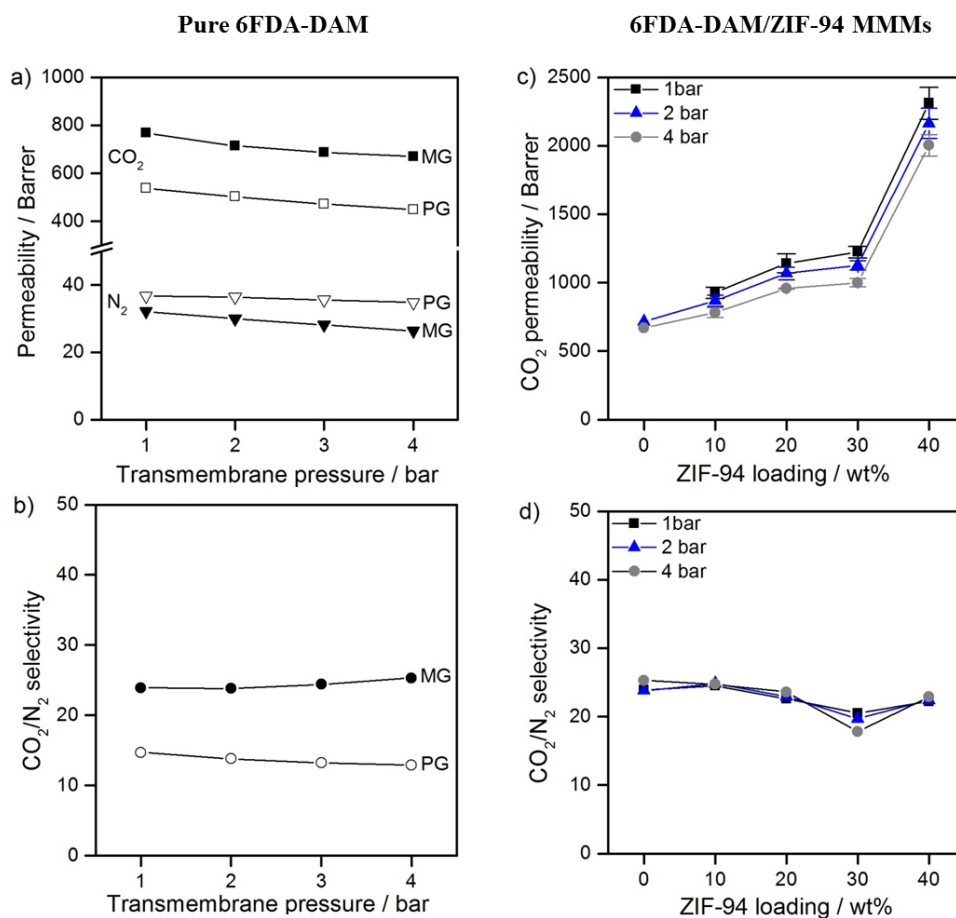 Pure 6FDA-DAM
6FDA-DAM/ZIF-94 MMMs
a)
1000
800
600
400
40
20
0
Permeability / Barrer
CO2
MG
PG
N2
PG
MG
1 2 3 4
Transmembrane pressure / bar
c)
2500
2000
1500
1000
500
0
CO2 permeability / Barrer
1bar
2 bar
4 bar
0 10 20 30 40
ZIF-94 loading / wt%
b)
50
40
30
20
10
0
CO2/N2 selectivity
MG
PG
1 2 3 4
Transmembrane pressure / bar
d)
50
40
30
20
10
0
CO2/N2 selectivity
1bar
2 bar
4 bar
0 10 20 30 40
ZIF-94 loading / wt%